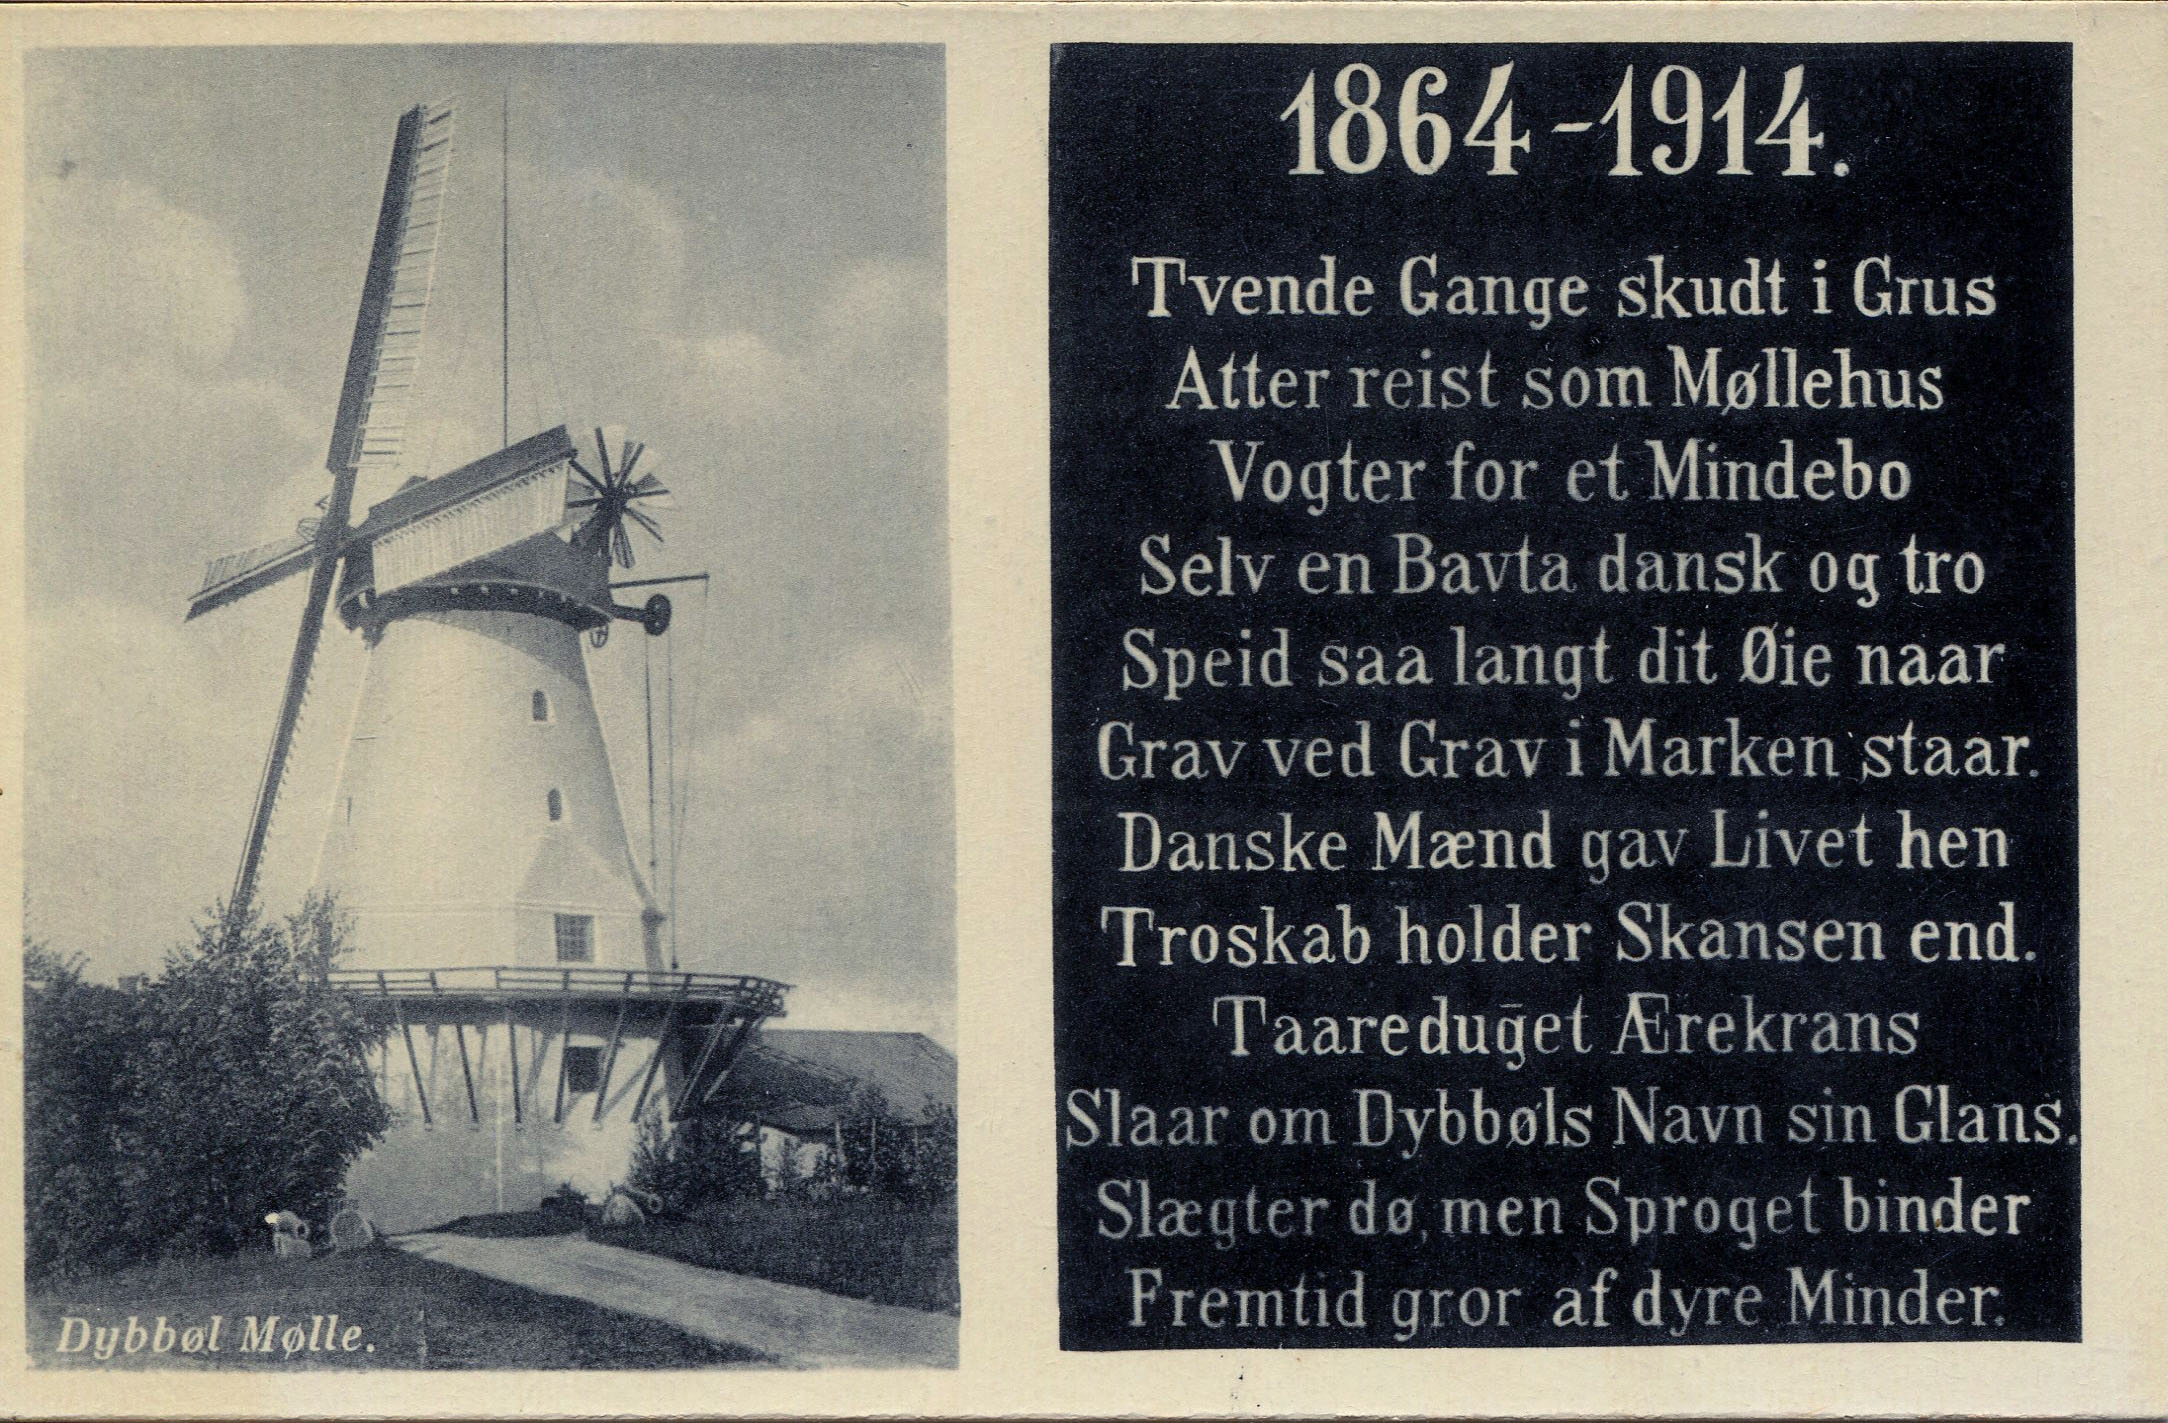 1864-1914.
Tvende Gange skudt i Grus
Atter reist som Møllehus
Vogter for et Mindebo
Selv en Bavta dansk og tro
Speid saa langt dit Øie naar
Grav ved Grav i Marken staar.
Danske Mænd gav Livet hen
Troskab holder Skansen end.
Taareduget Ærekrans
Slaar om Dybbøls Navn sin Glans.
Slægter dø, men Sproget binder
Fremtid gror af dyre Minder.
Dybbøl Mølle.